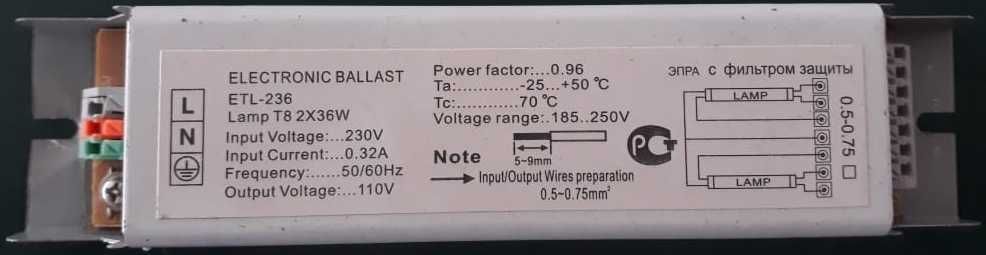 L
N
ELECTRONIC BALLAST
ETL-236
Lamp T8 2X36W
Input Voltage:...230V
Input Current:...0.32A
Frequency:......50/60Hz
Output Voltage:...110V
Power factor:...0.96
Ta:............-25...+50 °C
Tc:............70 °C
Voltage range:.185..250V
Note
5~9mm
Input/Output Wires preparation
0.5~0.75mm²
РСТ
ЭПРА с фильтром защиты
LAMP
LAMP
0.5-0.75